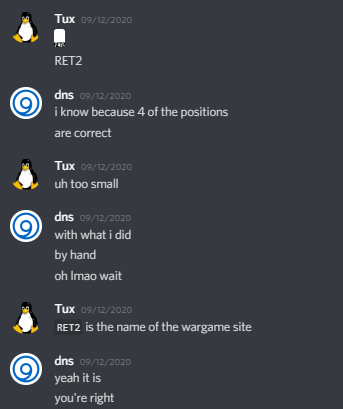 Tux 09/12/2020
RET2
dns 09/12/2020
i know because 4 of the positions
are correct
Tux 09/12/2020
uh too small
dns 09/12/2020
with what i did
by hand
oh lmao wait
Tux 09/12/2020
RET2 is the name of the wargame site
dns 09/12/2020
yeah it is
you're right